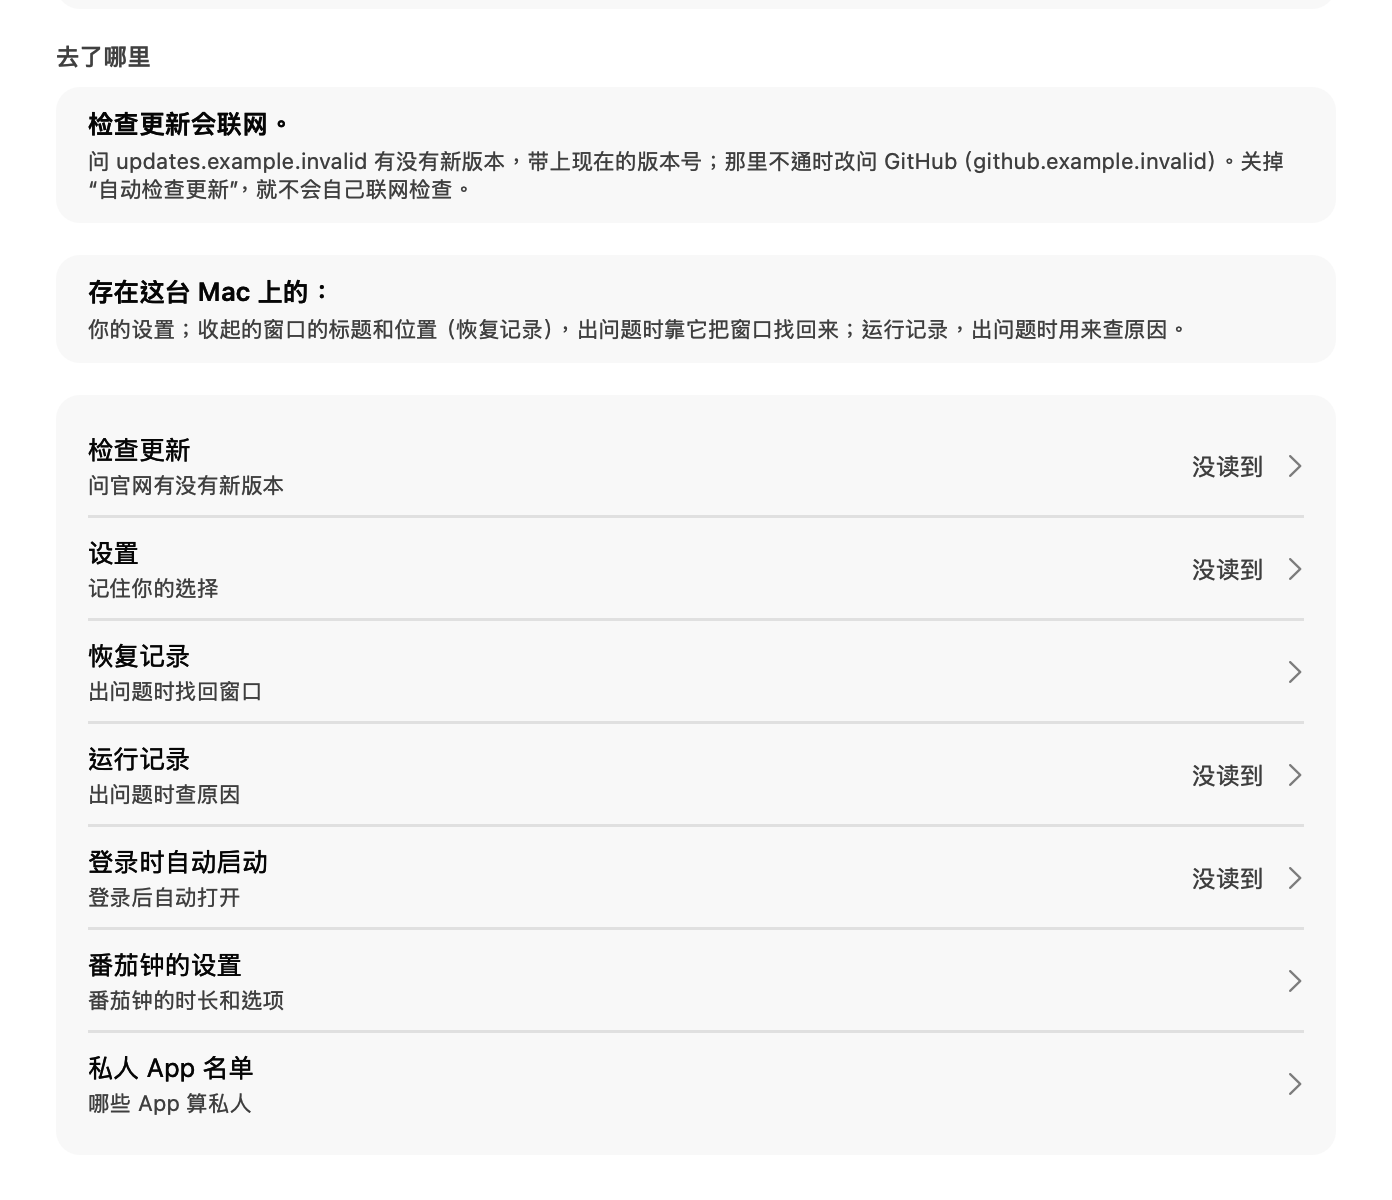 去了哪里
检查更新会联网。
问 updates.example.invalid 有没有新版本，带上现在的版本号；那里不通时改问 GitHub (github.example.invalid)。关掉
“自动检查更新”，就不会自己联网检查。
存在这台 Mac 上的：
你的设置；收起的窗口的标题和位置（恢复记录），出问题时靠它把窗口找回来；运行记录，出问题时用来查原因。
检查更新
没读到
问官网有没有新版本
设置
没读到
记住你的选择
恢复记录
出问题时找回窗口
运行记录
没读到
出问题时查原因
登录时自动启动
没读到
登录后自动打开
番茄钟的设置
番茄钟的时长和选项
私人 App 名单
哪些 App 算私人